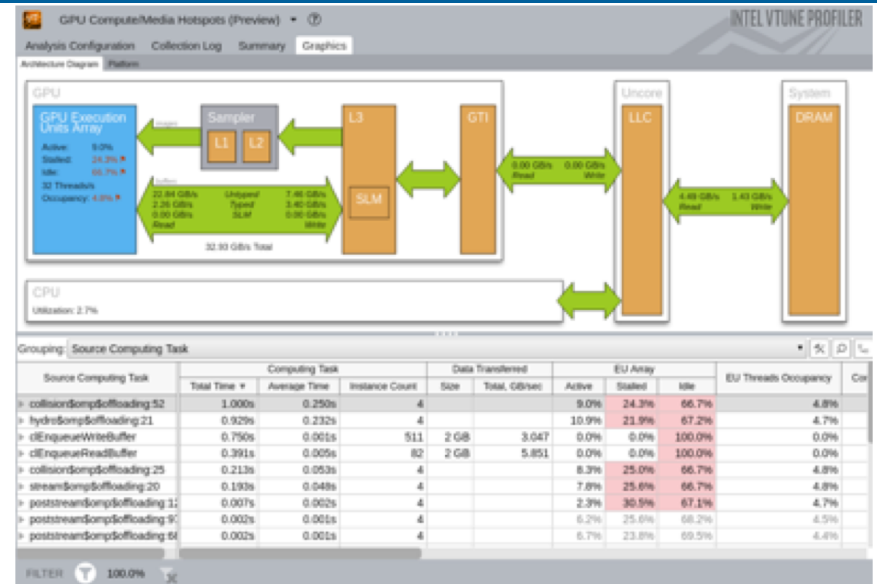 GPU Compute/Media Hotspots (Preview)
INTEL VTUNE PROFILER
Analysis Configuration Collection Log Summary Graphics
Architecture Diagram Platform
GPU
GPU Execution Units Array
Active: 9.0%
Stalled: 24.3%
Idle: 66.7%
32 Threads/s
Occupancy: 4.8%
Images
Sampler
L1 L2
buffers
22.84 GB/s Untyped 7.46 GB/s
2.26 GB/s Typed 3.40 GB/s
0.00 GB/s SLM 0.00 GB/s
Read Write
32.93 GB/s Total
L3
SLM
GTI
0.00 GB/s 0.00 GB/s
Read Write
Uncore
LLC
4.49 GB/s 1.43 GB/s
Read Write
System
DRAM
CPU
Utilization: 2.7%
Grouping: Source Computing Task
Source Computing Task Computing Task Data Transferred EU Array EU Threads Occupancy
Total Time Average Time Instance Count Size Total, GB/sec Active Stalled Idle
collision$omp$offloading:52 1.000s 0.250s 4 9.0% 24.3% 66.7% 4.8%
hydro$omp$offloading:21 0.929s 0.232s 4 10.9% 21.9% 67.2% 4.7%
clEnqueueWriteBuffer 0.750s 0.001s 511 2 GB 3.047 0.0% 0.0% 100.0% 0.0%
clEnqueueReadBuffer 0.391s 0.005s 82 2 GB 5.851 0.0% 0.0% 100.0% 0.0%
collision$omp$offloading:25 0.213s 0.053s 4 8.3% 25.0% 66.7% 4.8%
stream$omp$offloading:20 0.193s 0.048s 4 7.8% 25.6% 66.7% 4.8%
poststream$omp$offloading:12 0.007s 0.002s 4 2.3% 30.5% 67.1% 4.7%
poststream$omp$offloading:9 0.002s 0.001s 4 6.2% 25.6% 68.2% 4.5%
poststream$omp$offloading:6 0.002s 0.001s 4 6.7% 23.8% 69.5% 4.4%
FILTER 100.0%